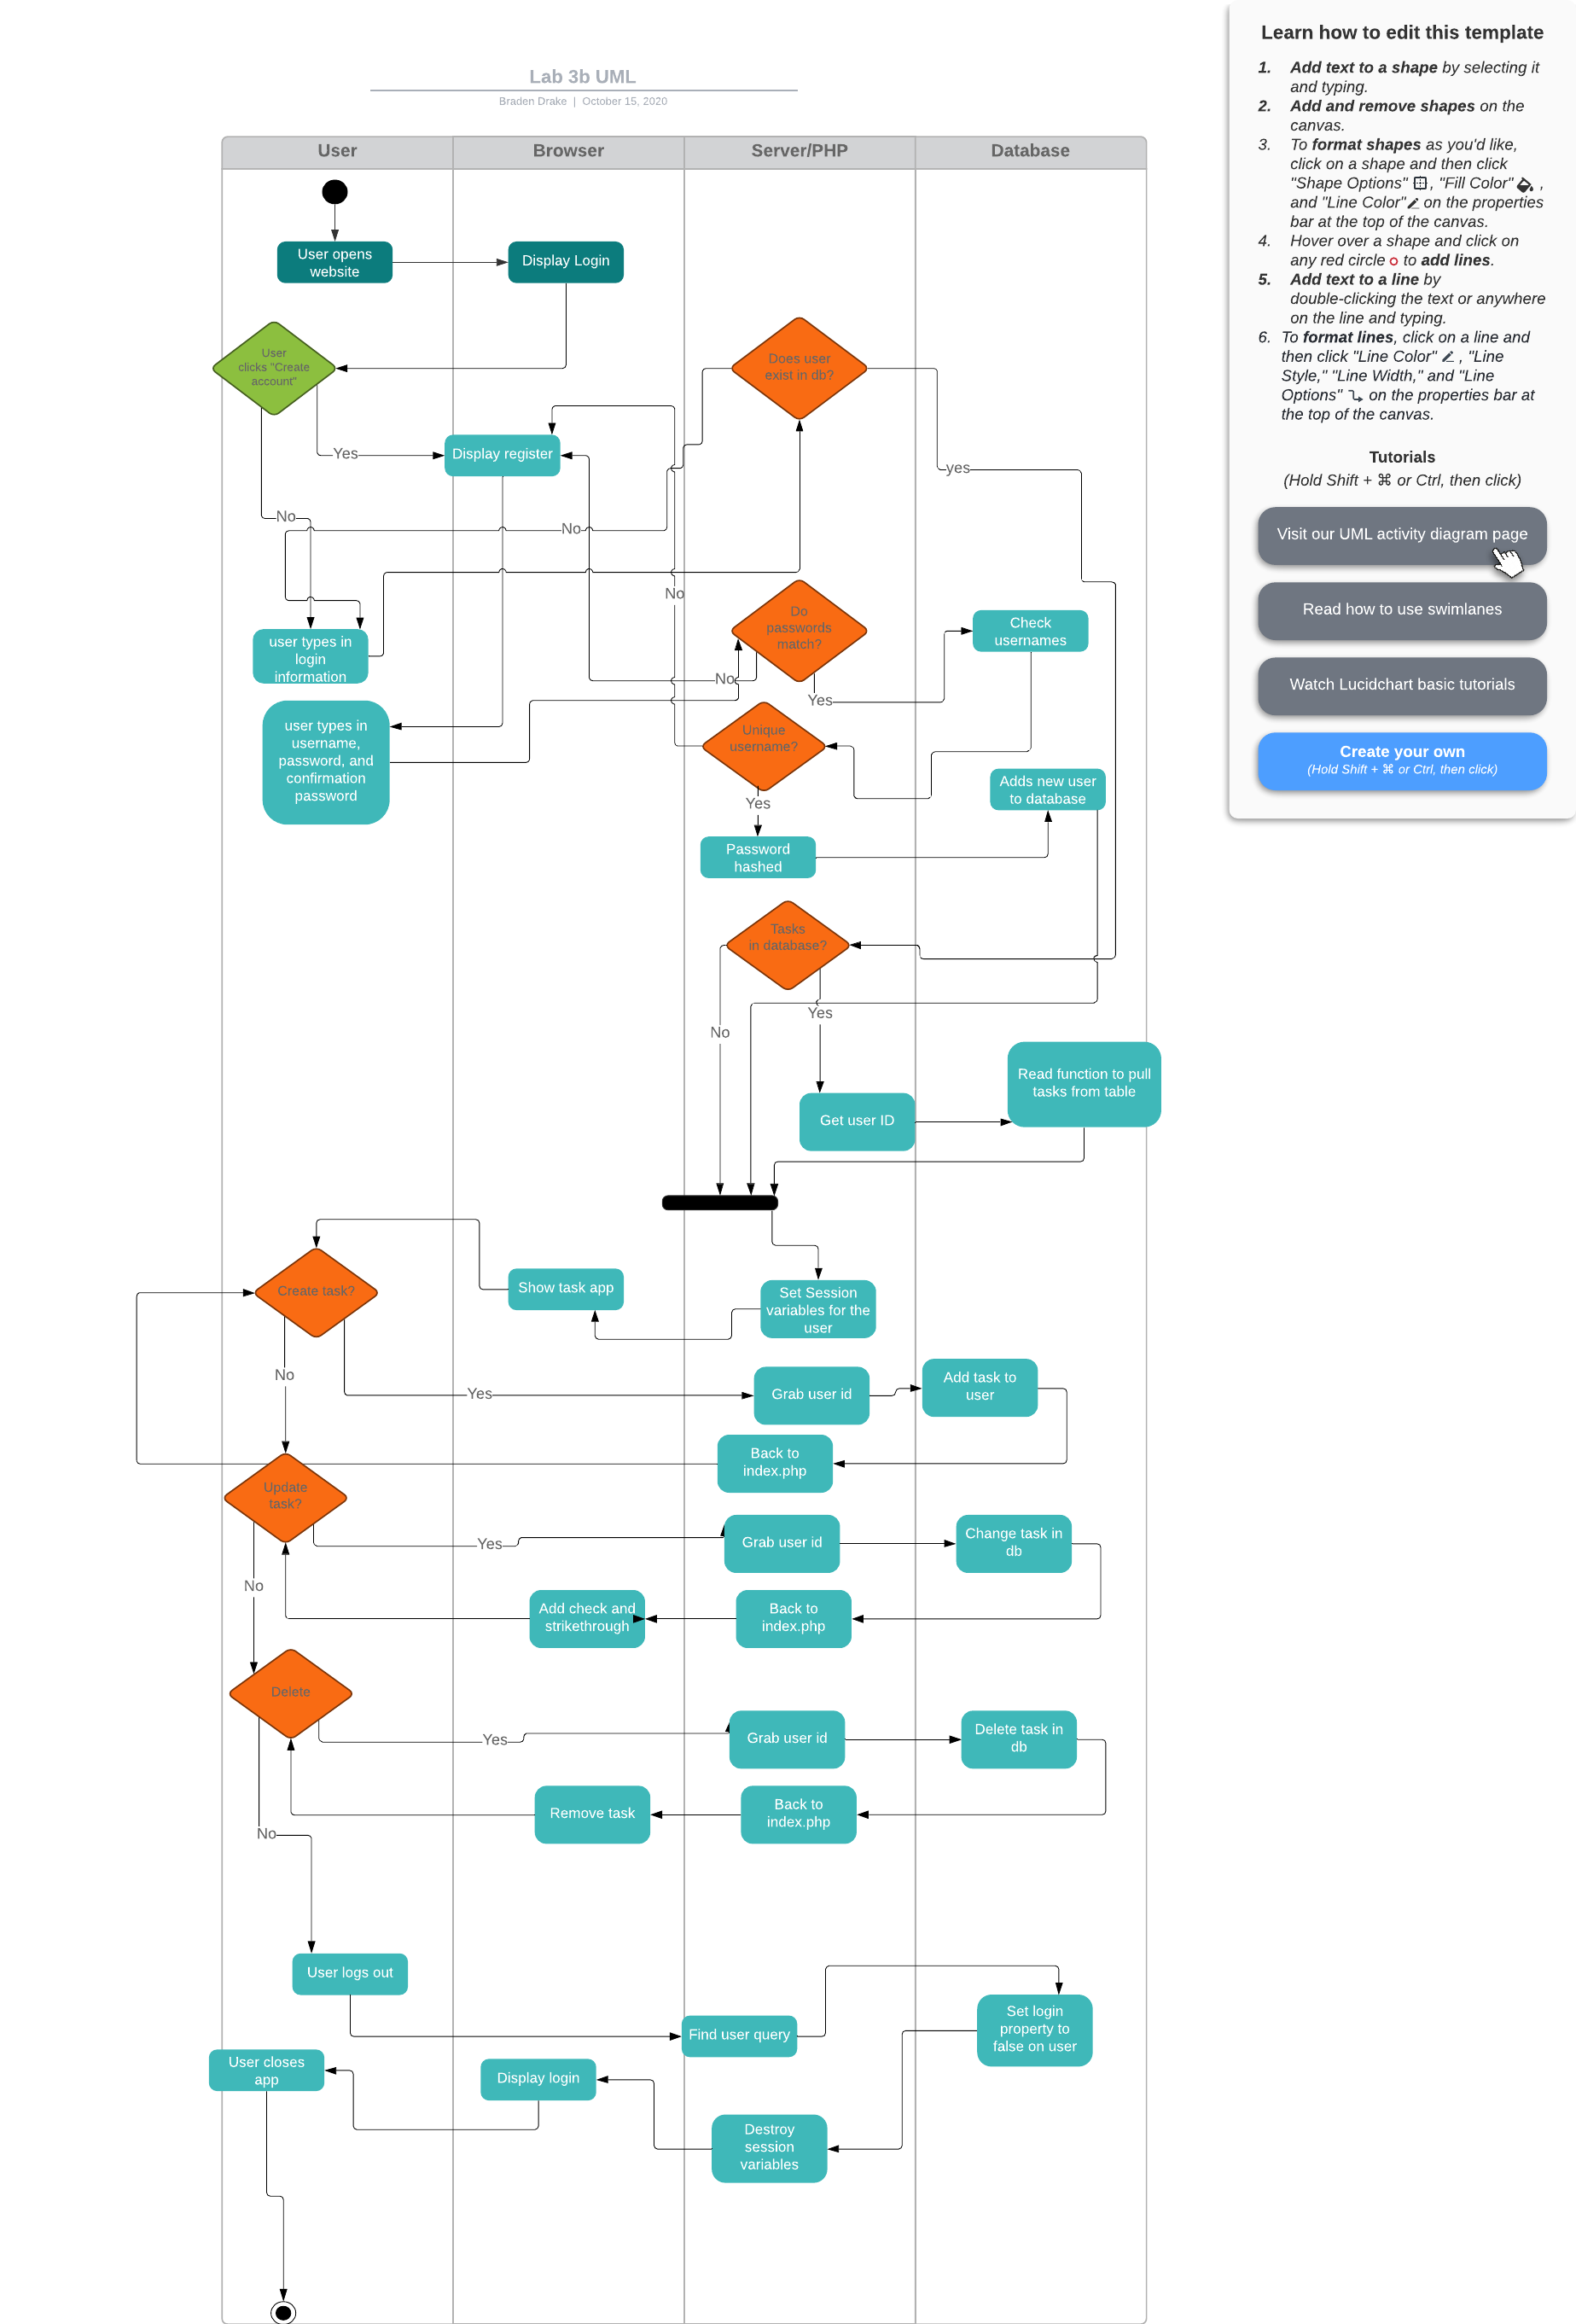 Lab 3b UML
Braden Drake | October 15, 2020
User
Browser
Server/PHP
Database
User opens
website
Display Login
User
clicks "Create
account"
Does user
exist in db?
Yes
Display register
yes
No
No
No
user types in
login
information
Do
passwords
match?
Check
usernames
No
Yes
user types in
username,
password, and
confirmation
password
Unique
username?
Adds new user
to database
Yes
Password
hashed
Tasks
in database?
No
Yes
Read function to pull
tasks from table
Get user ID
Create task?
Show task app
Set Session
variables for the
user
No
Yes
Grab user id
Add task to
user
Back to
index.php
Update
task?
Yes
Grab user id
Change task in
db
No
Add check and
strikethrough
Back to
index.php
Delete
Yes
Grab user id
Delete task in
db
Remove task
Back to
index.php
No
User logs out
Find user query
Set login
property to
false on user
User closes
app
Display login
Destroy
session
variables
Learn how to edit this template
1. Add text to a shape by selecting it
and typing.
2. Add and remove shapes on the
canvas.
3. To format shapes as you'd like,
click on a shape and then click
"Shape Options" , "Fill Color" ,
and "Line Color" on the properties
bar at the top of the canvas.
4. Hover over a shape and click on
any red circle to add lines.
5. Add text to a line by
double-clicking the text or anywhere
on the line and typing.
6. To format lines, click on a line and
then click "Line Color" , "Line
Style," "Line Width," and "Line
Options" on the properties bar at
the top of the canvas.
Tutorials
(Hold Shift + ⌘ or Ctrl, then click)
Visit our UML activity diagram page
Read how to use swimlanes
Watch Lucidchart basic tutorials
Create your own
(Hold Shift + ⌘ or Ctrl, then click)